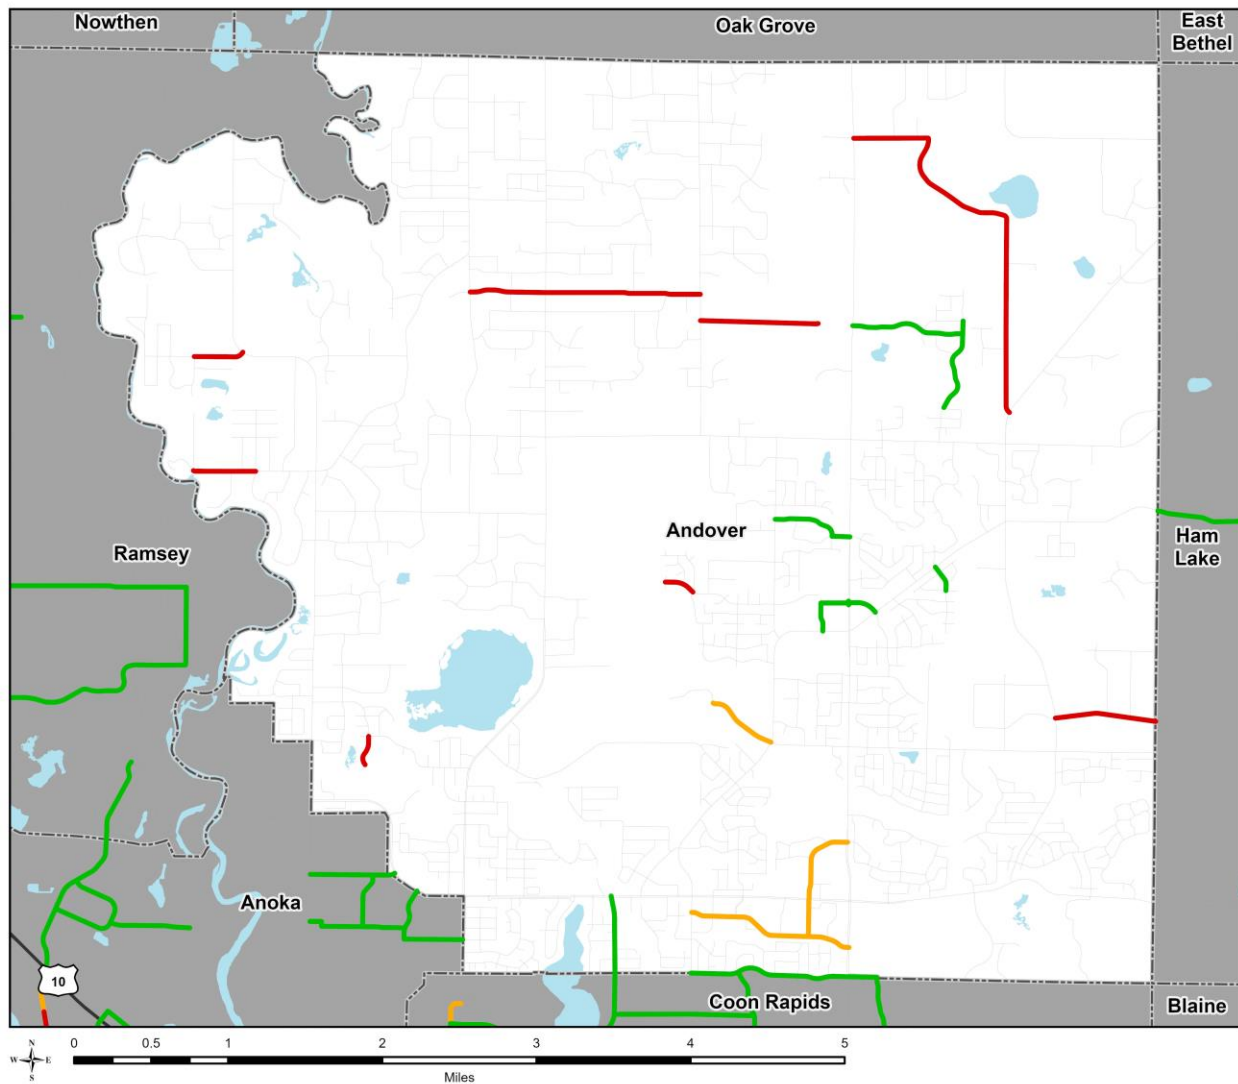 Nowthen
Oak Grove
East
Bethel
Andover
Ramsey
Ham
Lake
Anoka
10
Coon Rapids
Blaine
N
W E
S
0 0.5 1 2 3 4 5
Miles